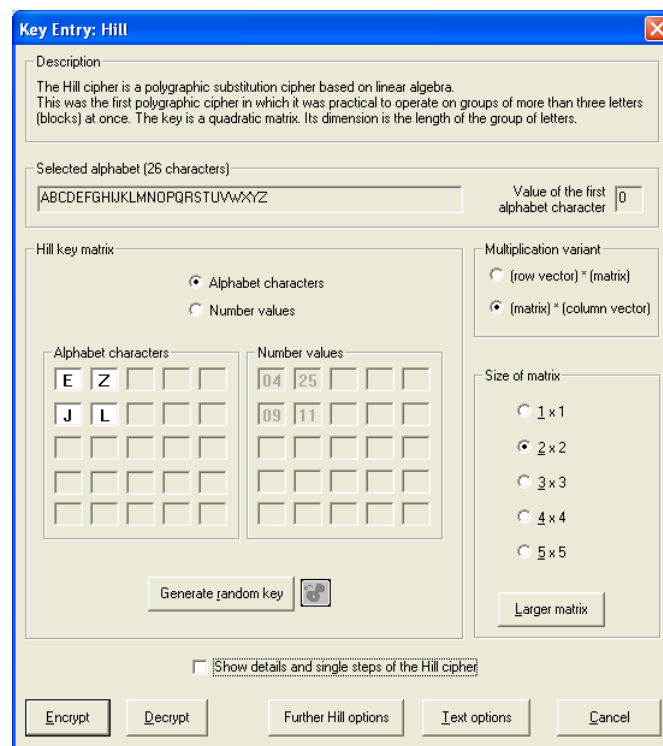 Key Entry: Hill
Description
The Hill cipher is a polygraphic substitution cipher based on linear algebra.
This was the first polygraphic cipher in which it was practical to operate on groups of more than three letters
(blocks) at once. The key is a quadratic matrix. Its dimension is the length of the group of letters.
Selected alphabet (26 characters)
ABCDEFGHIJKLMNOPQRSTUVWXYZ
Value of the first
alphabet character
0
Hill key matrix
Alphabet characters
Number values
Alphabet characters
E Z
J L
Number values
04 25
09 11
Multiplication variant
(row vector) * (matrix)
(matrix) * (column vector)
Size of matrix
1 x 1
2 x 2
3 x 3
4 x 4
5 x 5
Larger matrix
Generate random key
Show details and single steps of the Hill cipher
Encrypt
Decrypt
Further Hill options
Text options
Cancel